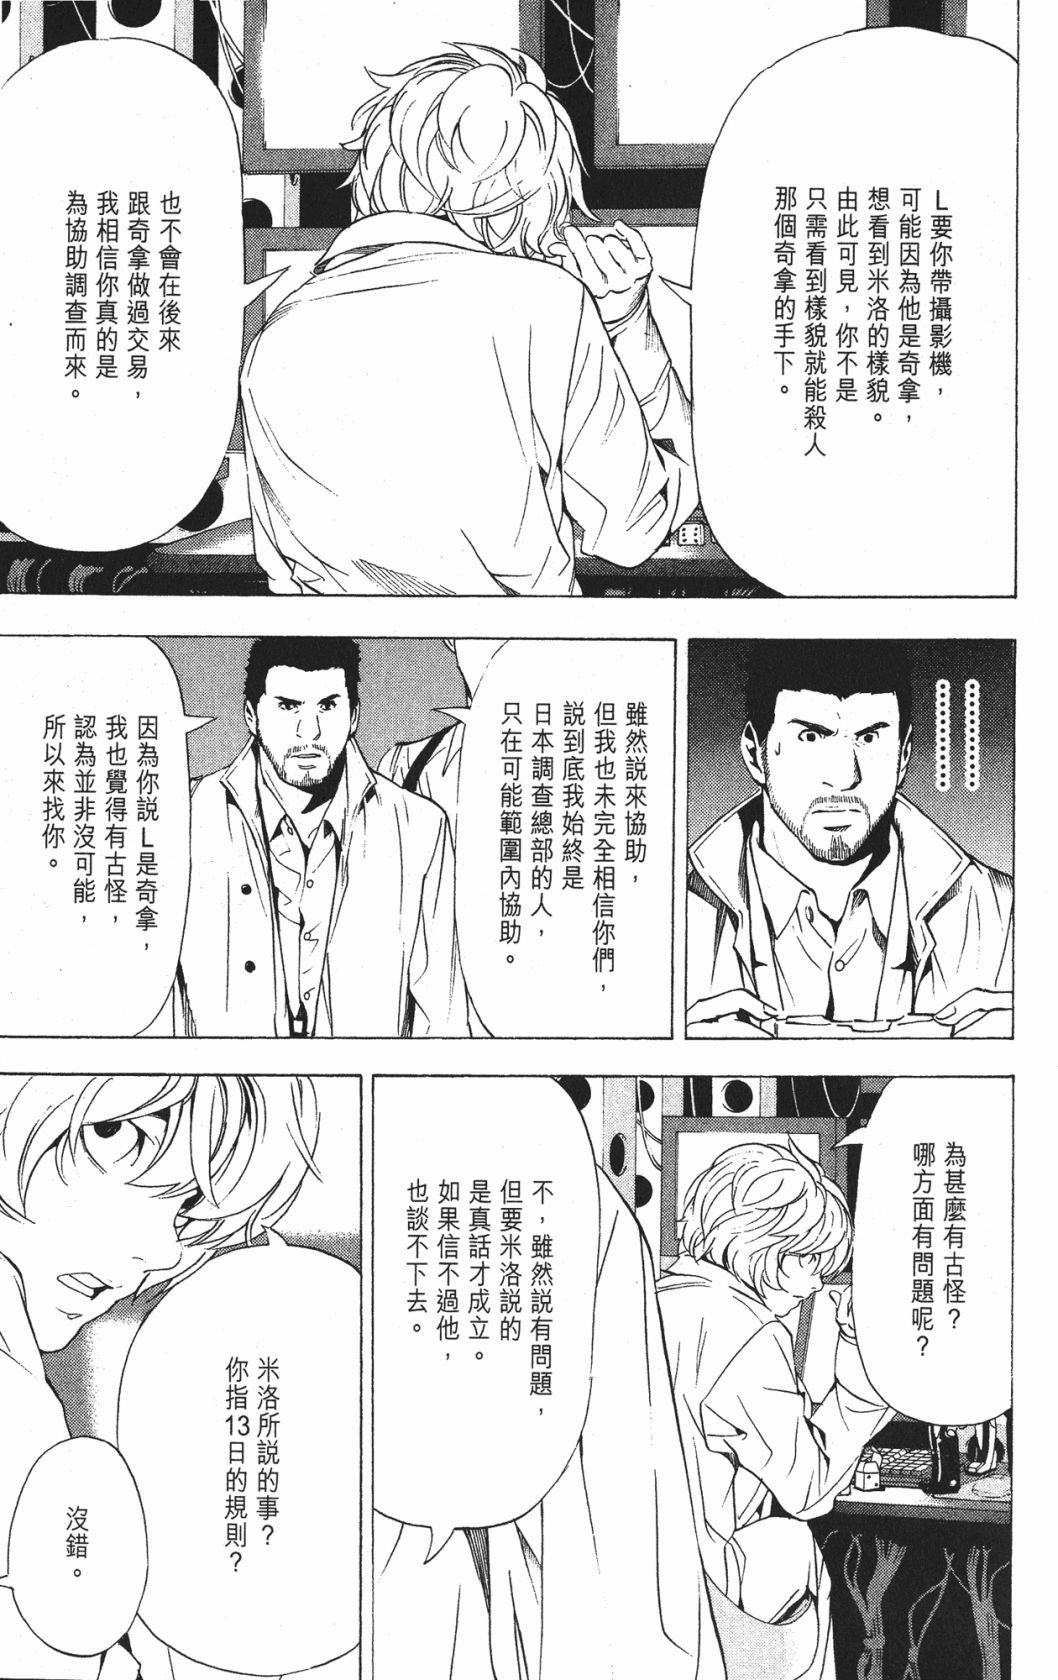 Ｌ要你帶攝影機，
可能因為他是奇拿，
想看到米洛的樣貌。
由此可見，你不是
只需看到樣貌就能殺人
那個奇拿的手下。
也不會在後來
跟奇拿做過交易，
我相信你真的是
為協助調查而來。
…………
…………
雖然說來協助，
但我也未完全相信你們，
說到底我始終是
日本調查總部的人，
只在可能範圍內協助。
因為你說Ｌ是奇拿，
我也覺得有古怪，
認為並非沒可能，
所以來找你。
為甚麼有古怪？
哪方面有問題呢？
不，雖然說有問題，
但要米洛說的
是真話才成立。
如果信不過他，
也談不下去。
米洛所說的事？
你指13日的規則？
沒錯。